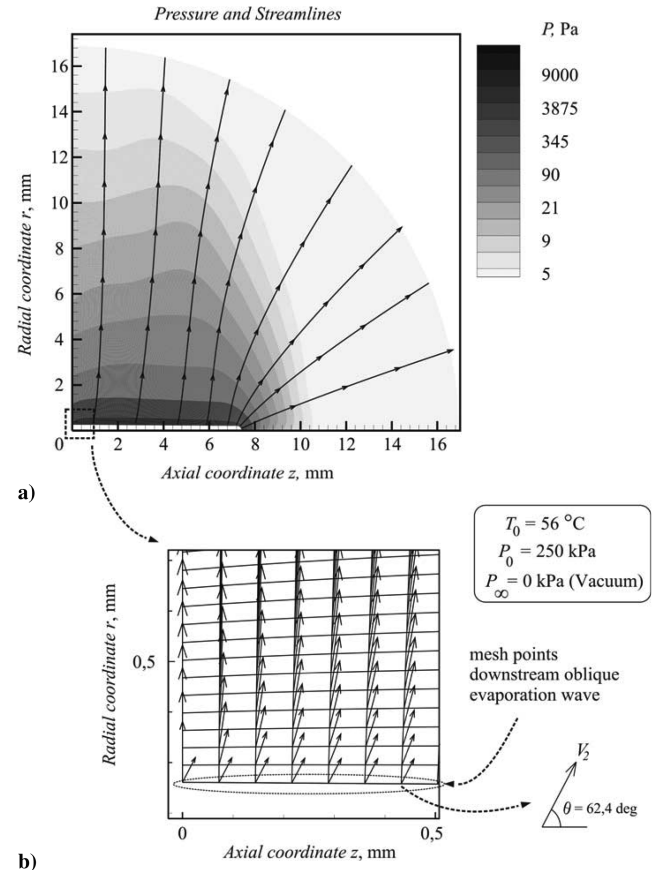 Pressure and Streamlines
P, Pa
9000
3875
345
90
21
9
5
16
14
12
10
8
6
4
2
0
2
4
6
8
10
12
14
16
Radial coordinate r, mm
Axial coordinate z, mm
a)
T0 = 56 °C
P0 = 250 kPa
P∞ = 0 kPa (Vacuum)
Radial coordinate r, mm
0,5
mesh points
downstream oblique
evaporation wave
V2
θ = 62,4 deg
0
0,5
Axial coordinate z, mm
b)